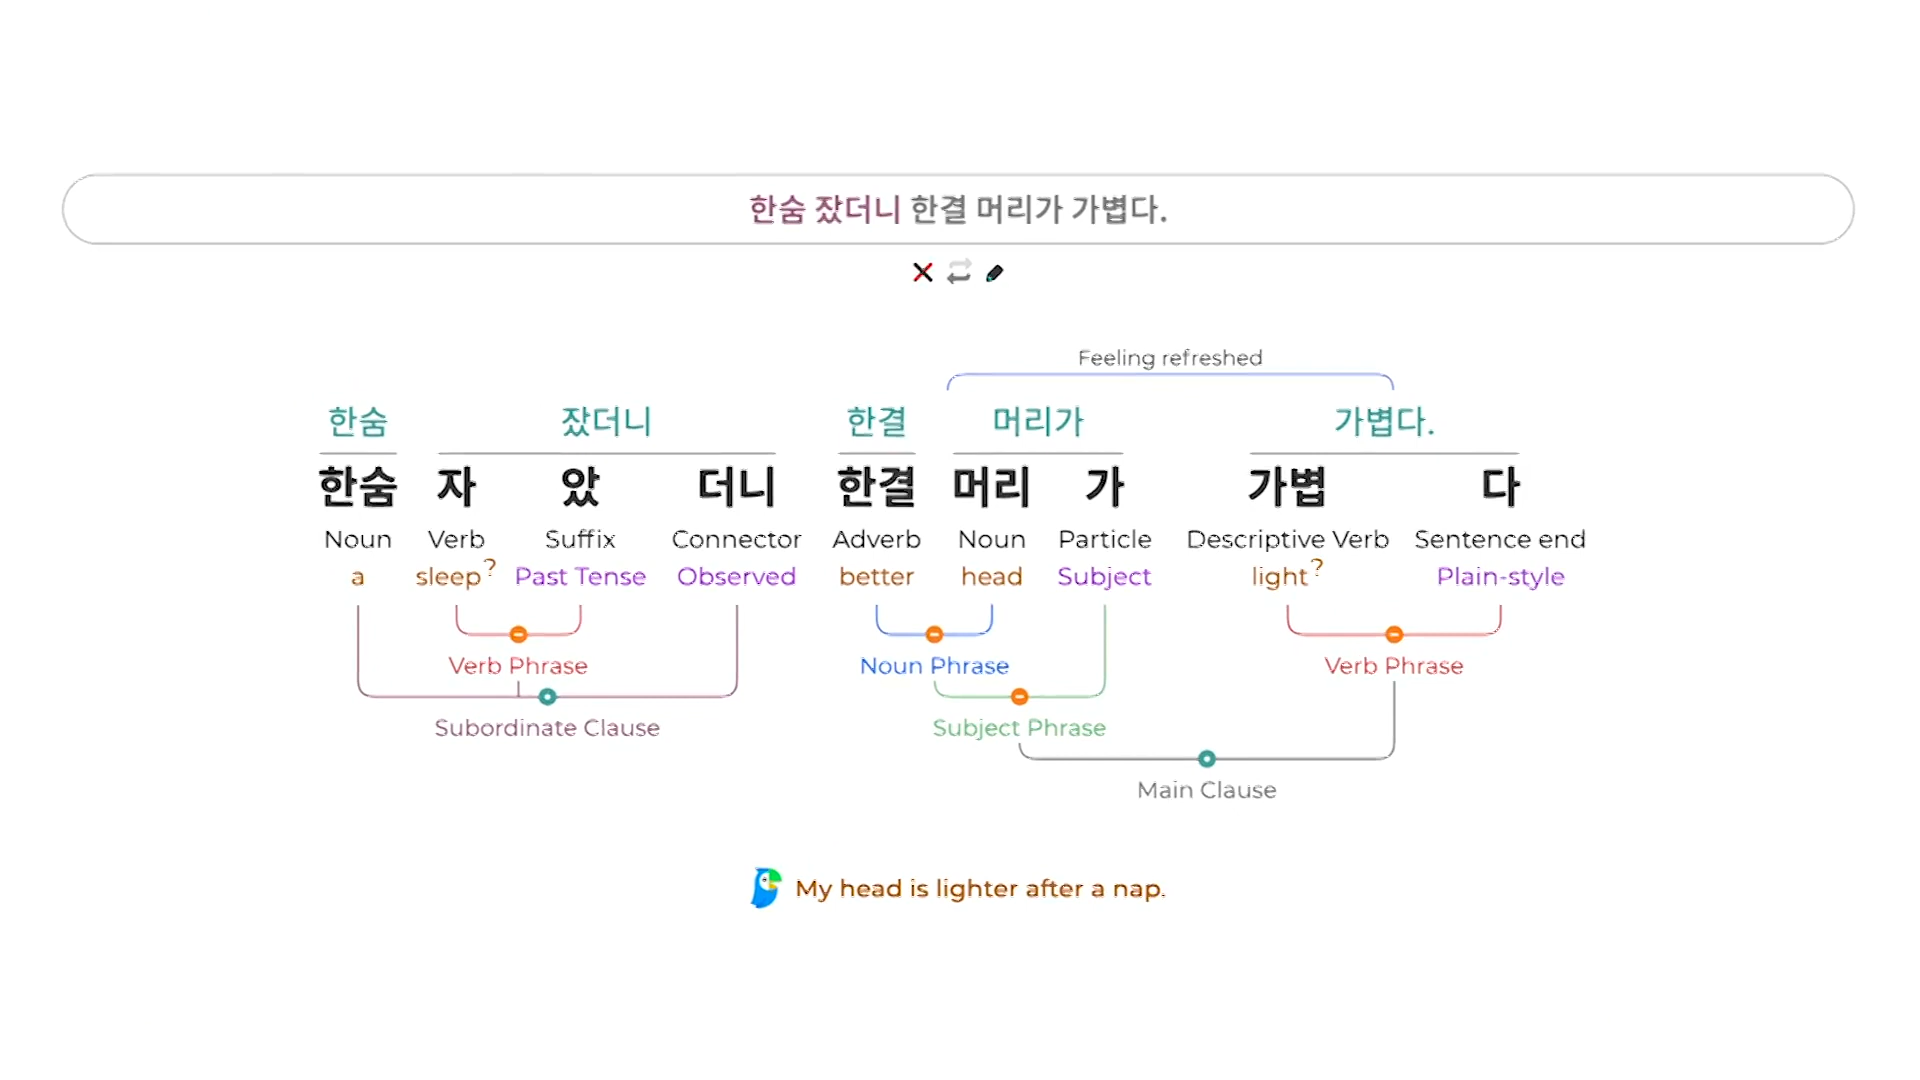 한숨 잤더니 한결 머리가 가볍다.
Feeling refreshed
한숨 잤더니 한결 머리가 가볍다.
한숨 자 았 더니 한결 머리 가 가볍 다
Noun Verb Suffix Connector Adverb Noun Particle Descriptive Verb Sentence end
a sleep? Past Tense Observed better head Subject light? Plain-style
Verb Phrase Noun Phrase Verb Phrase
Subordinate Clause Subject Phrase
Main Clause
My head is lighter after a nap.